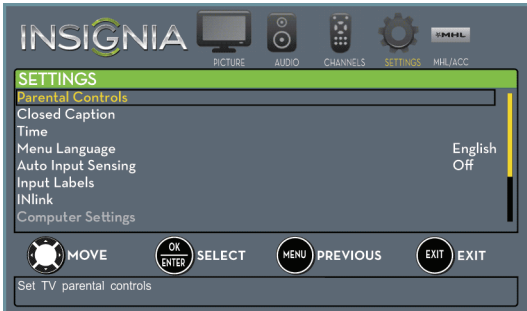 INSIGNIA
PICTURE AUDIO CHANNELS SETTINGS MHL/ACC
MHL
SETTINGS
Parental Controls
Closed Caption
Time
Menu Language English
Auto Input Sensing Off
Input Labels
INlink
Computer Settings
MOVE OK ENTER SELECT MENU PREVIOUS EXIT EXIT
Set TV parental controls